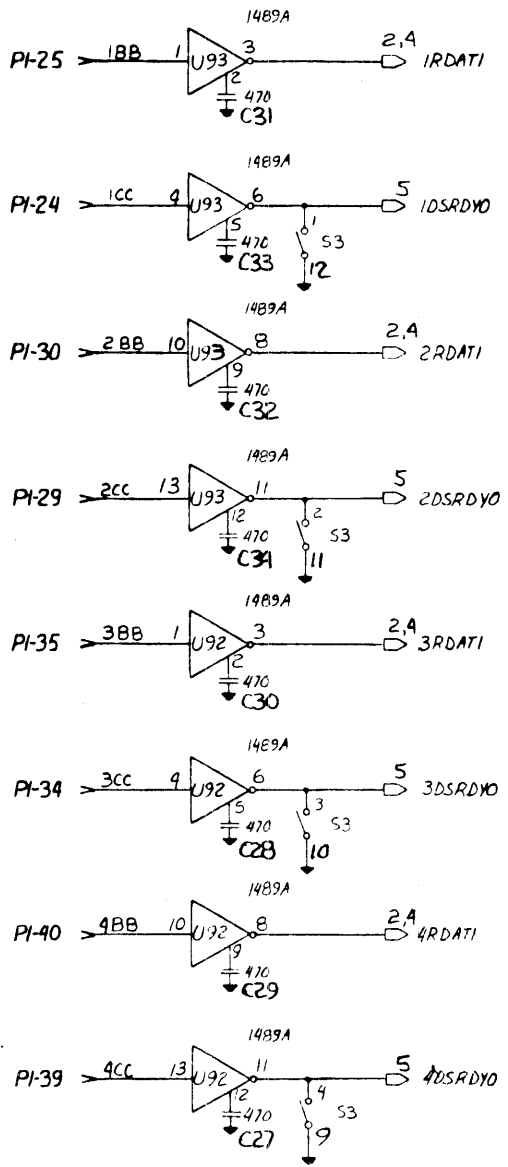 1489A
2,4
P1-25 1BB 1 U93 3 1RDAT1
2
470
C31
1489A
5
P1-24 1CC 4 U93 6 1DSRDY0
5 1
470 S3
C33 12
1489A
2,4
P1-30 2BB 10 U93 8 2RDAT1
9
470
C32
1489A
5
P1-29 2CC 13 U93 11 2DSRDY0
12 2
470 S3
C34 11
1489A
2,4
P1-35 3BB 1 U92 3 3RDAT1
2
470
C30
1489A
5
P1-34 3CC 4 U92 6 3DSRDY0
5 3
470 S3
C28 10
1489A
2,4
P1-40 4BB 10 U92 8 4RDAT1
9
470
C29
1489A
5
P1-39 4CC 13 U92 11 4DSRDY0
12 4
470 S3
C27 9